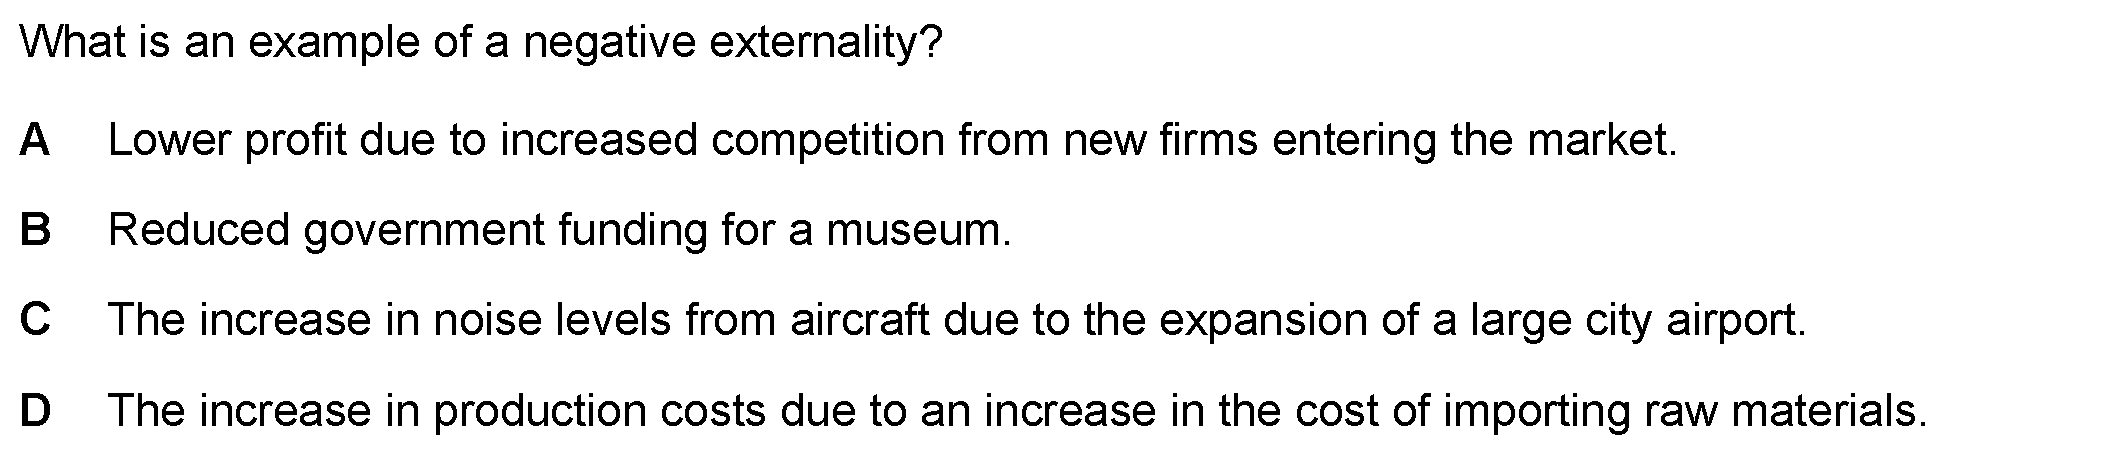 What is an example of a negative externality?
A Lower profit due to increased competition from new firms entering the market.
B Reduced government funding for a museum.
C The increase in noise levels from aircraft due to the expansion of a large city airport.
D The increase in production costs due to an increase in the cost of importing raw materials.